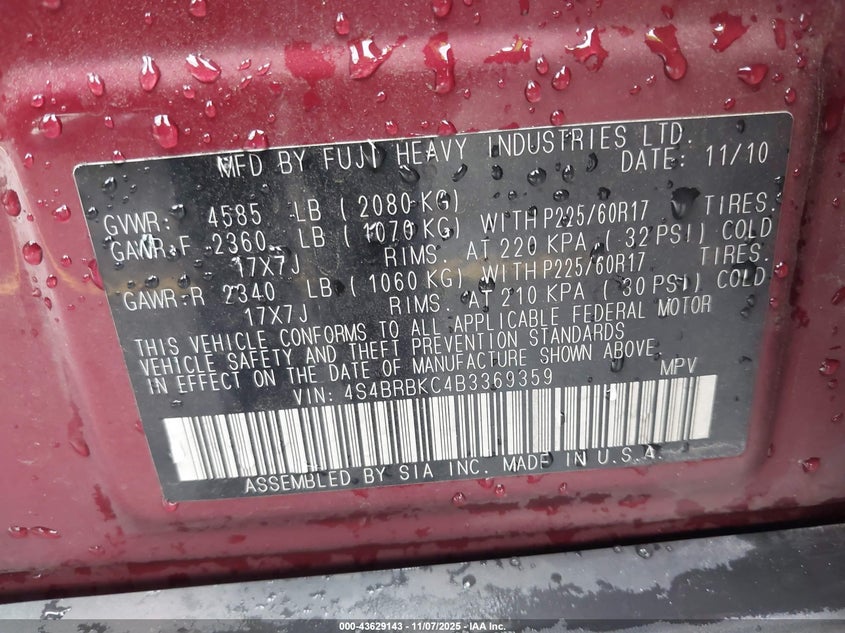 MFD BY FUJI HEAVY INDUSTRIES LTD.
DATE: 11/10
GVWR: 4585 LB ( 2080 KG)
GAWR:F 2360 LB ( 1070 KG) WITH P225/60R17 TIRES.
17X7J RIMS. AT 220 KPA ( 32 PSI) COLD
GAWR:R 2340 LB ( 1060 KG) WITH P225/60R17 TIRES.
17X7J RIMS. AT 210 KPA ( 30 PSI) COLD
THIS VEHICLE CONFORMS TO ALL APPLICABLE FEDERAL MOTOR
VEHICLE SAFETY AND THEFT PREVENTION STANDARDS
IN EFFECT ON THE DATE OF MANUFACTURE SHOWN ABOVE.
VIN: 4S4BRBKC4B3369359 MPV
ASSEMBLED BY SIA INC. MADE IN U.S.A.
000-43629143 - 11/07/2025 - IAA Inc.